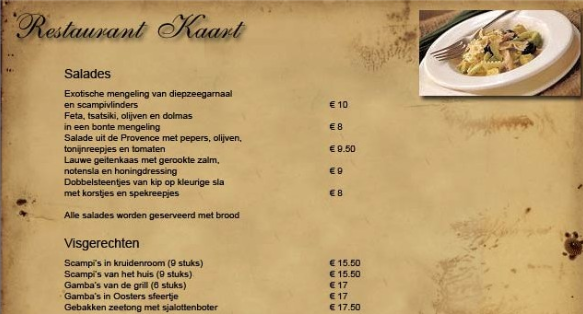 Restaurant Kaart
Salades
Exotische mengeling van diepzeegarnaal
en scampivlinders € 10
Feta, tsatsiki, olijven en dolmas
in een bonte mengeling € 8
Salade uit de Provence met pepers, olijven,
tonijnreepjes en tomaten € 9.50
Lauwe geitenkaas met gerookte zalm,
notensla en honingdressing € 9
Dobbelsteentjes van kip op kleurige sla
met korstjes en spekreepjes € 8
Alle salades worden geserveerd met brood
Visgerechten
Scampi's in kruidenroom (9 stuks) € 15.50
Scampi's van het huis (9 stuks) € 15.50
Gamba's van de grill (6 stuks) € 17
Gamba's in Oosters sfeertje € 17
Gebakken zeetong met sjalottenboter € 17.50